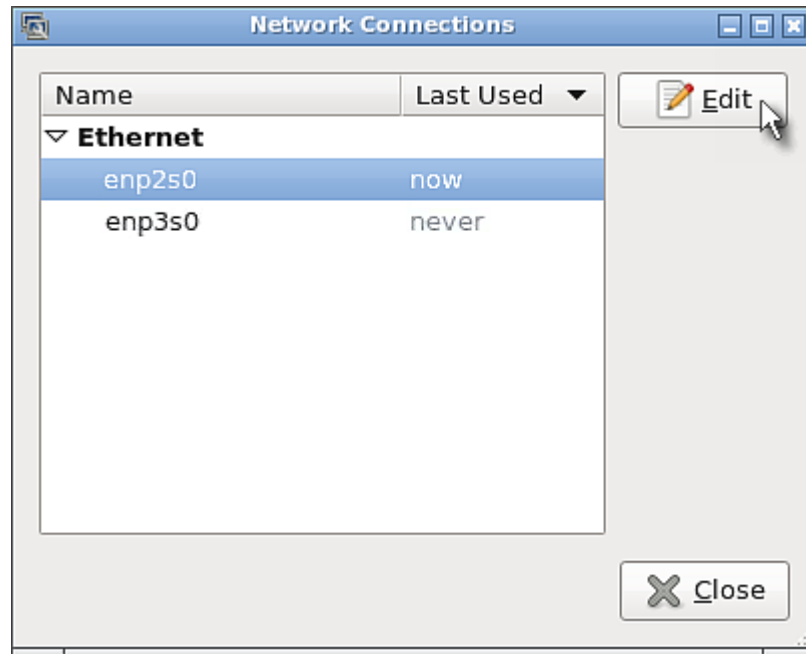 Network Connections
Name Last Used
Edit
Ethernet
enp2s0 now
enp3s0 never
Close